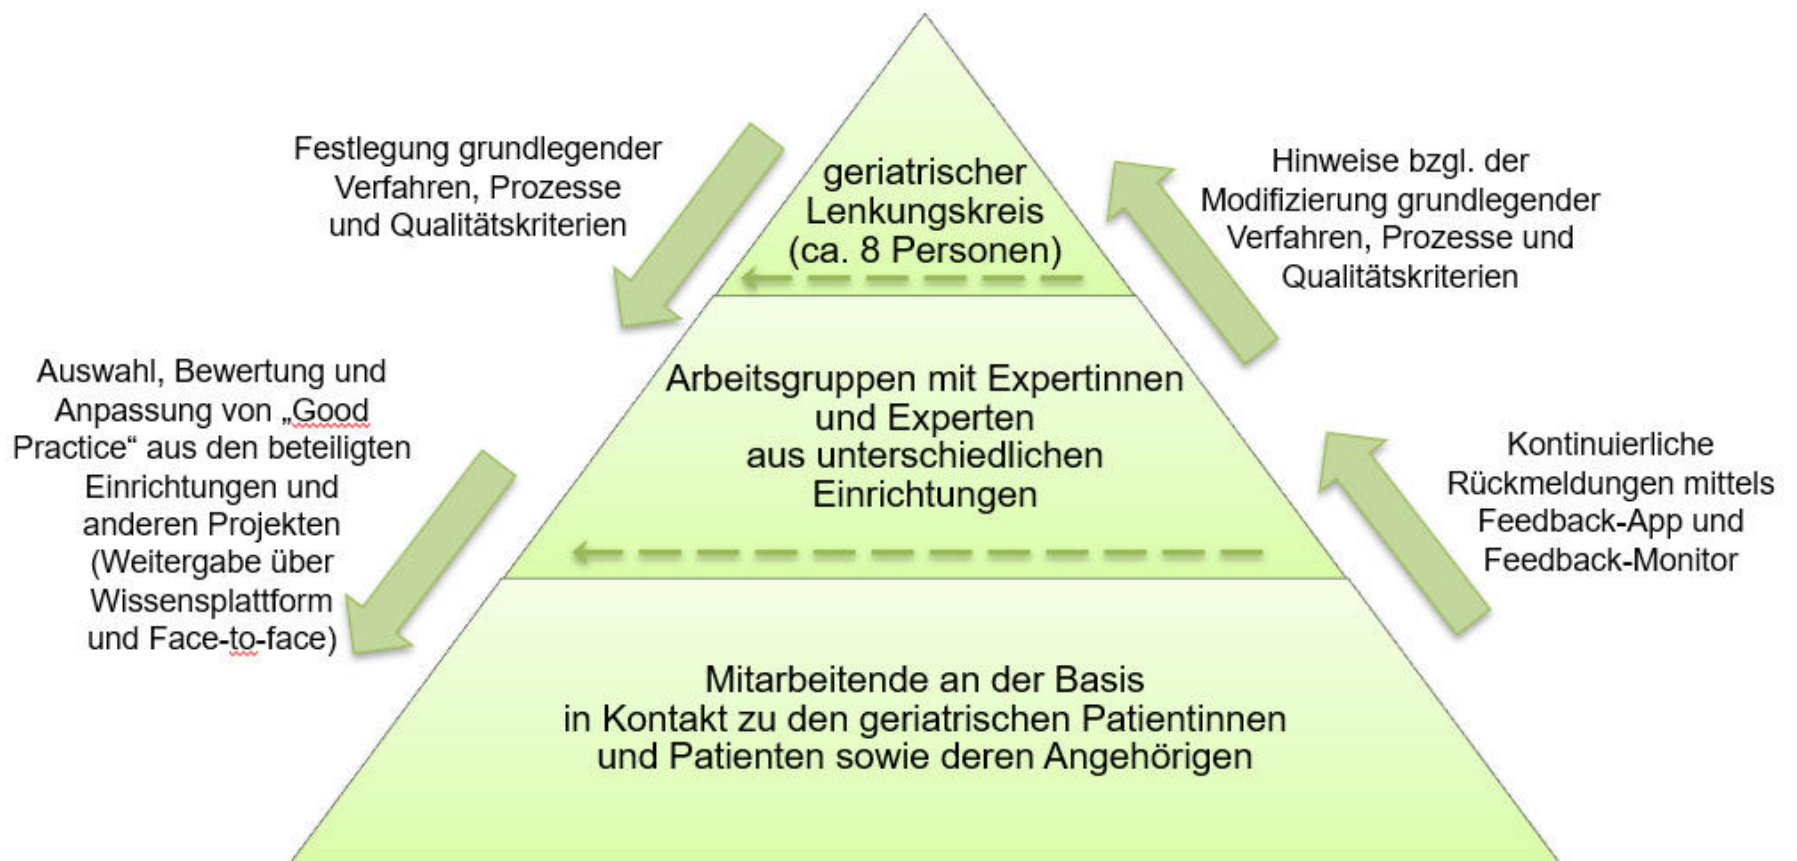 Festlegung grundlegender
Verfahren, Prozesse
und Qualitätskriterien
geriatrischer
Lenkungskreis
(ca. 8 Personen)
Hinweise bzgl. der
Modifizierung grundlegender
Verfahren, Prozesse und
Qualitätskriterien
Auswahl, Bewertung und
Anpassung von „Good
Practice“ aus den beteiligten
Einrichtungen und
anderen Projekten
(Weitergabe über
Wissensplattform
und Face-to-face)
Arbeitsgruppen mit Expertinnen
und Experten
aus unterschiedlichen
Einrichtungen
Kontinuierliche
Rückmeldungen mittels
Feedback-App und
Feedback-Monitor
Mitarbeitende an der Basis
in Kontakt zu den geriatrischen Patientinnen
und Patienten sowie deren Angehörigen